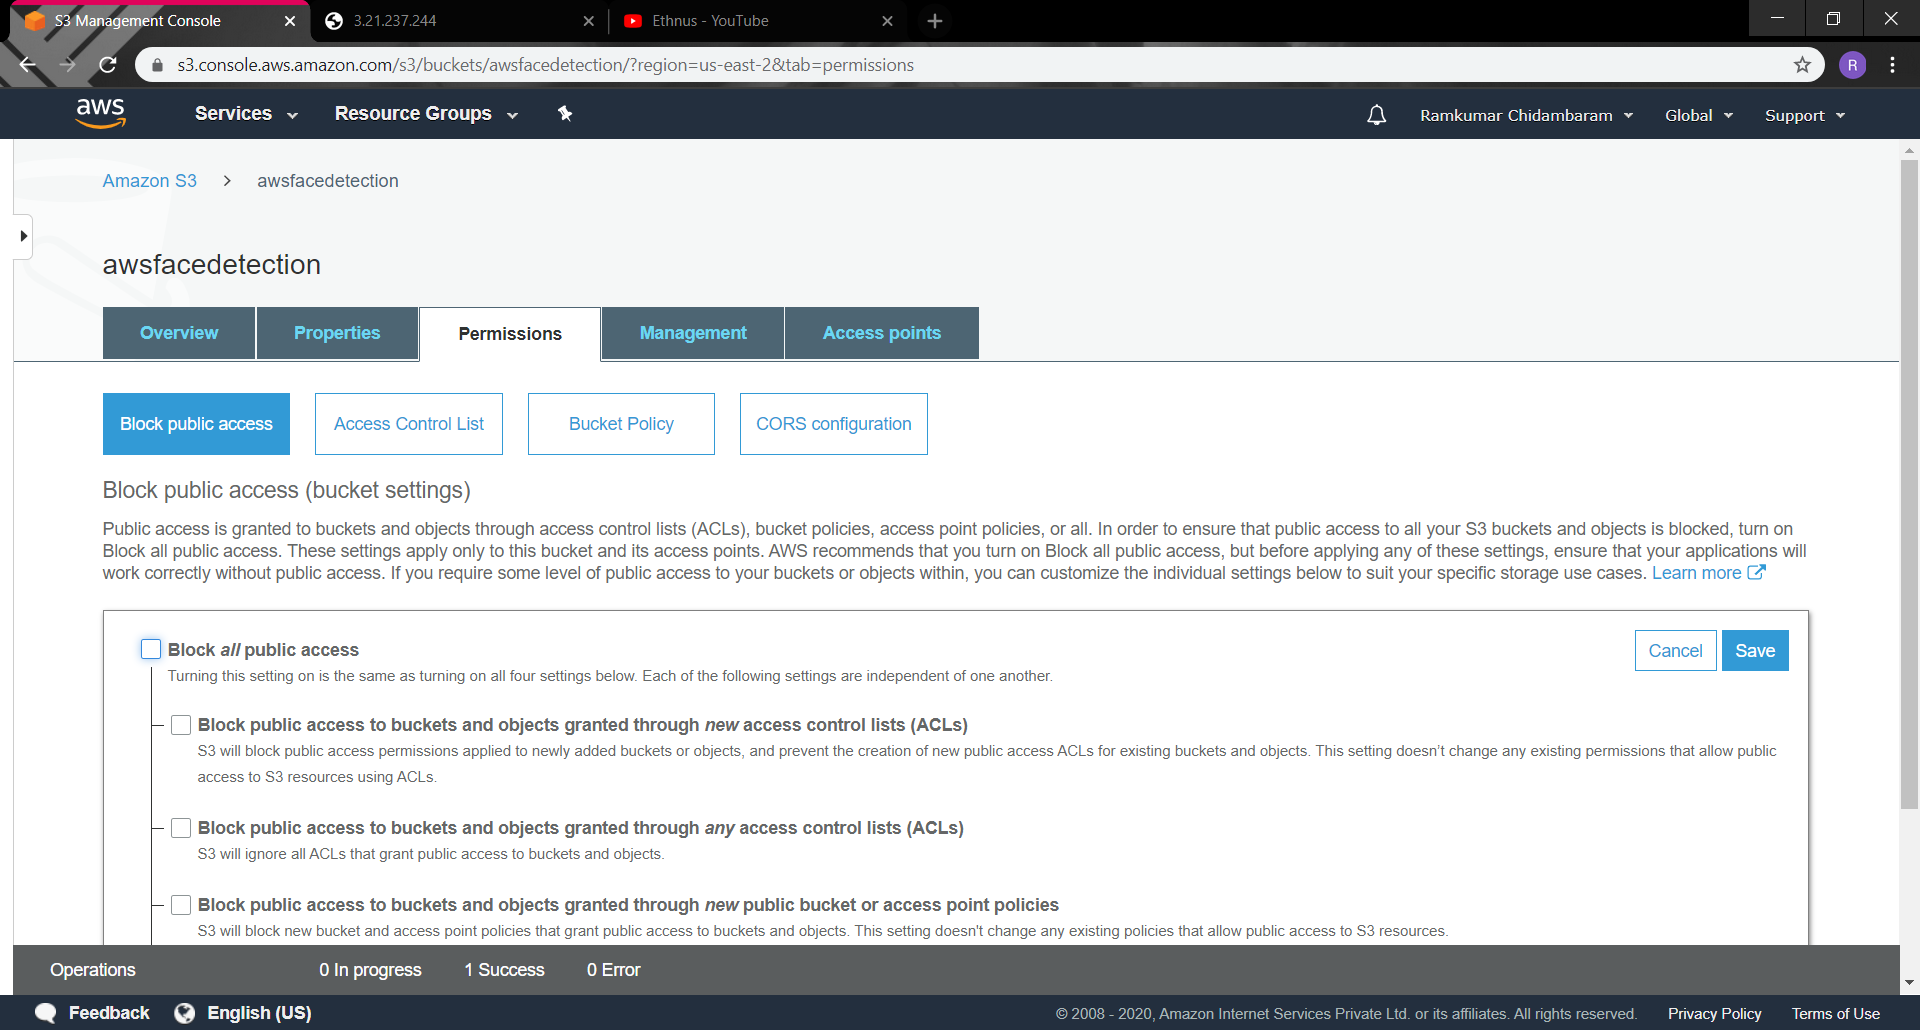 S3 Management Console
3.21.237.244
Ethnus - YouTube
s3.console.aws.amazon.com/s3/buckets/awsfacedetection/?region=us-east-2&tab=permissions
R
aws
Services
Resource Groups
Ramkumar Chidambaram
Global
Support
Amazon S3 > awsfacedetection
awsfacedetection
Overview
Properties
Permissions
Management
Access points
Block public access
Access Control List
Bucket Policy
CORS configuration
Block public access (bucket settings)
Public access is granted to buckets and objects through access control lists (ACLs), bucket policies, access point policies, or all. In order to ensure that public access to all your S3 buckets and objects is blocked, turn on
Block all public access. These settings apply only to this bucket and its access points. AWS recommends that you turn on Block all public access, but before applying any of these settings, ensure that your applications will
work correctly without public access. If you require some level of public access to your buckets or objects within, you can customize the individual settings below to suit your specific storage use cases. Learn more
Block all public access
Cancel
Save
Turning this setting on is the same as turning on all four settings below. Each of the following settings are independent of one another.
Block public access to buckets and objects granted through new access control lists (ACLs)
S3 will block public access permissions applied to newly added buckets or objects, and prevent the creation of new public access ACLs for existing buckets and objects. This setting doesn't change any existing permissions that allow public
access to S3 resources using ACLs.
Block public access to buckets and objects granted through any access control lists (ACLs)
S3 will ignore all ACLs that grant public access to buckets and objects.
Block public access to buckets and objects granted through new public bucket or access point policies
S3 will block new bucket and access point policies that grant public access to buckets and objects. This setting doesn't change any existing policies that allow public access to S3 resources.
Operations
0 In progress
1 Success
0 Error
Feedback
English (US)
© 2008 - 2020, Amazon Internet Services Private Ltd. or its affiliates. All rights reserved.
Privacy Policy
Terms of Use